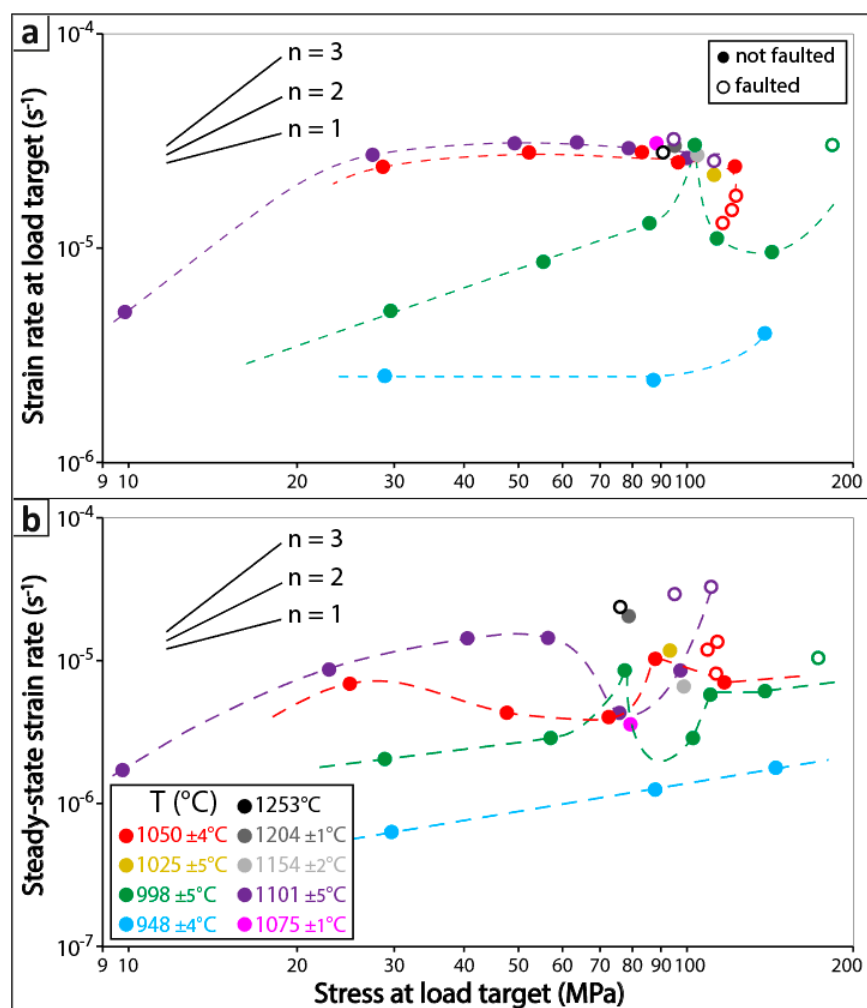 a
10⁻⁴
n = 3
n = 2
n = 1
not faulted
faulted
Strain rate at load target (s⁻¹)
10⁻⁵
10⁻⁶
9 10 20 30 40 50 60 70 80 90 100 200
b
10⁻⁴
n = 3
n = 2
n = 1
Steady-state strain rate (s⁻¹)
10⁻⁵
10⁻⁶
10⁻⁷
T (°C)
1253°C
1050 ±4°C
1204 ±1°C
1025 ±5°C
1154 ±2°C
998 ±5°C
1101 ±5°C
948 ±4°C
1075 ±1°C
9 10 20 30 40 50 60 70 80 90 100 200
Stress at load target (MPa)